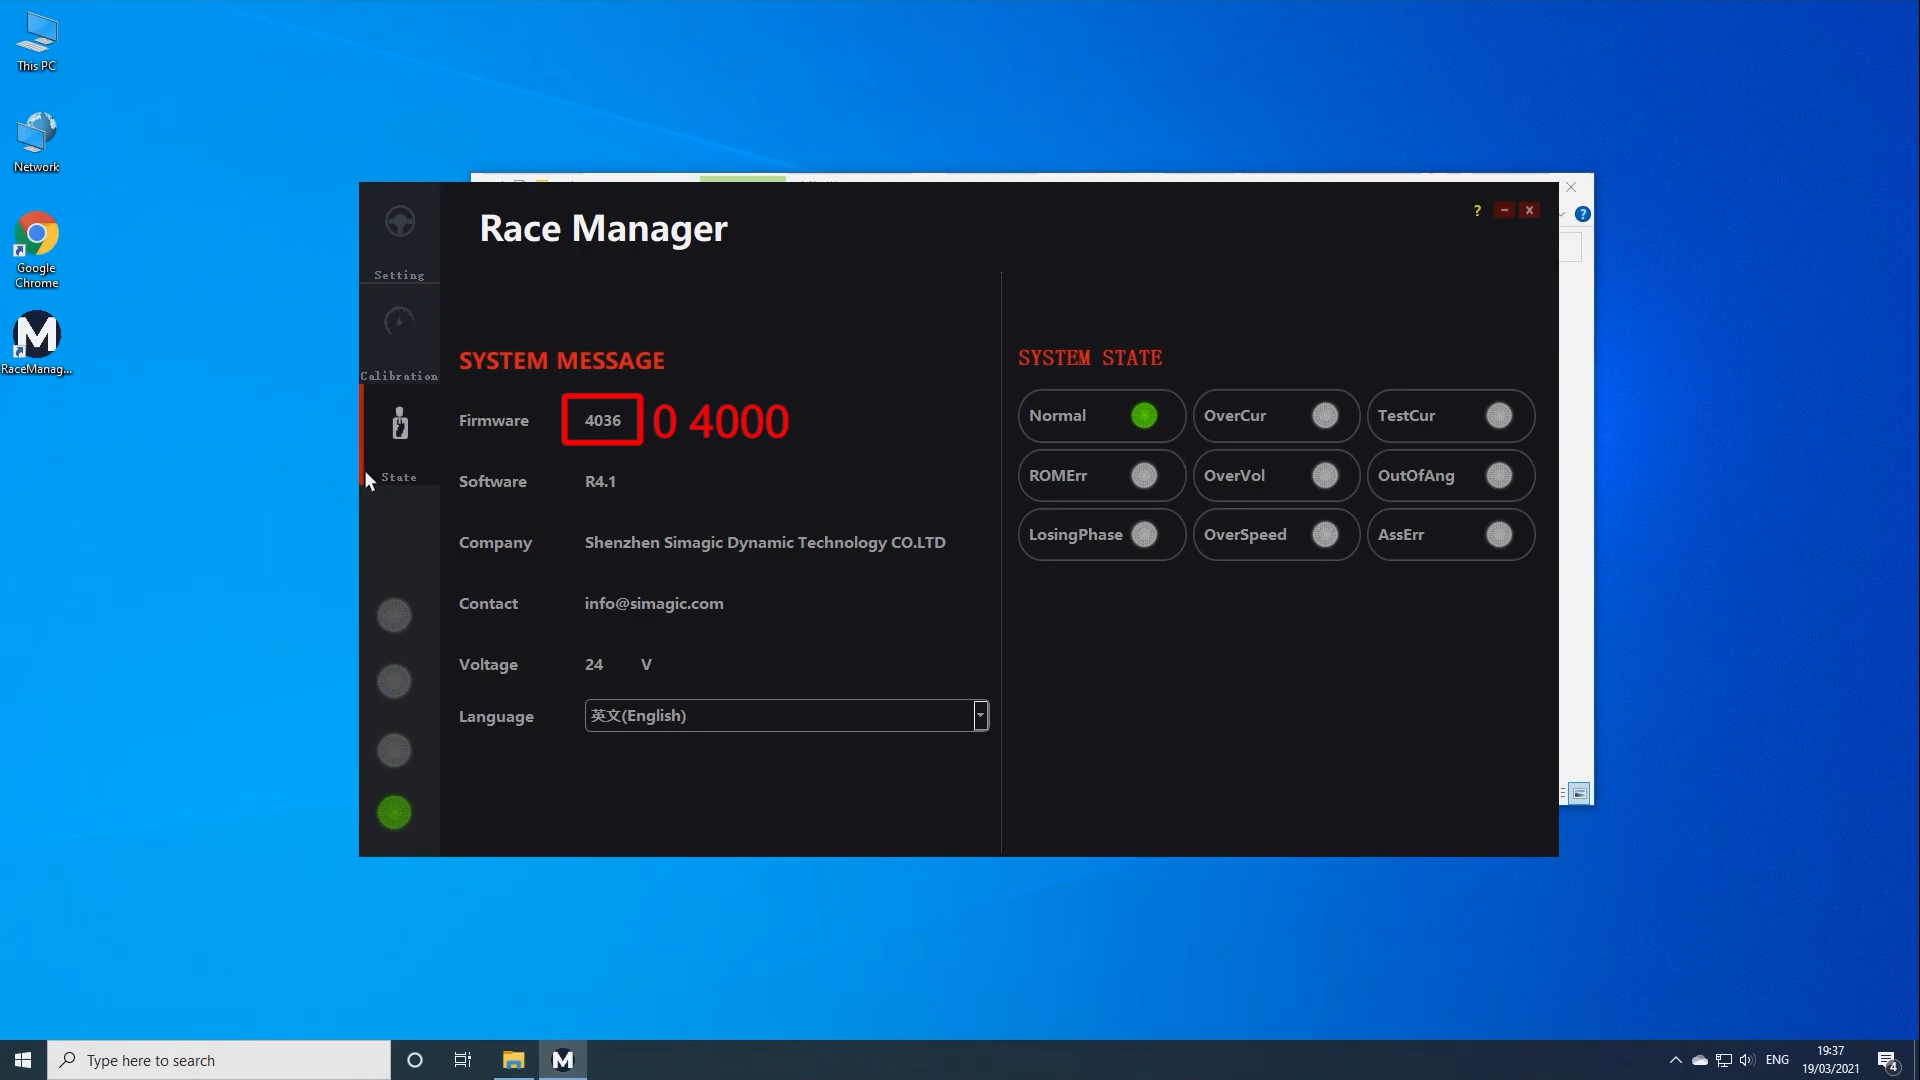 This PC
Network
Google
Chrome
RaceManag...
Race Manager
?
Setting
Calibration
State
SYSTEM MESSAGE
Firmware 4036 0 4000
Software R4.1
Company Shenzhen Simagic Dynamic Technology CO.LTD
Contact info@simagic.com
Voltage 24 V
Language 英文(English)
SYSTEM STATE
Normal OverCur TestCur
ROMErr OverVol OutOfAng
LosingPhase OverSpeed AssErr
Type here to search
ENG
19:37
19/03/2021
4